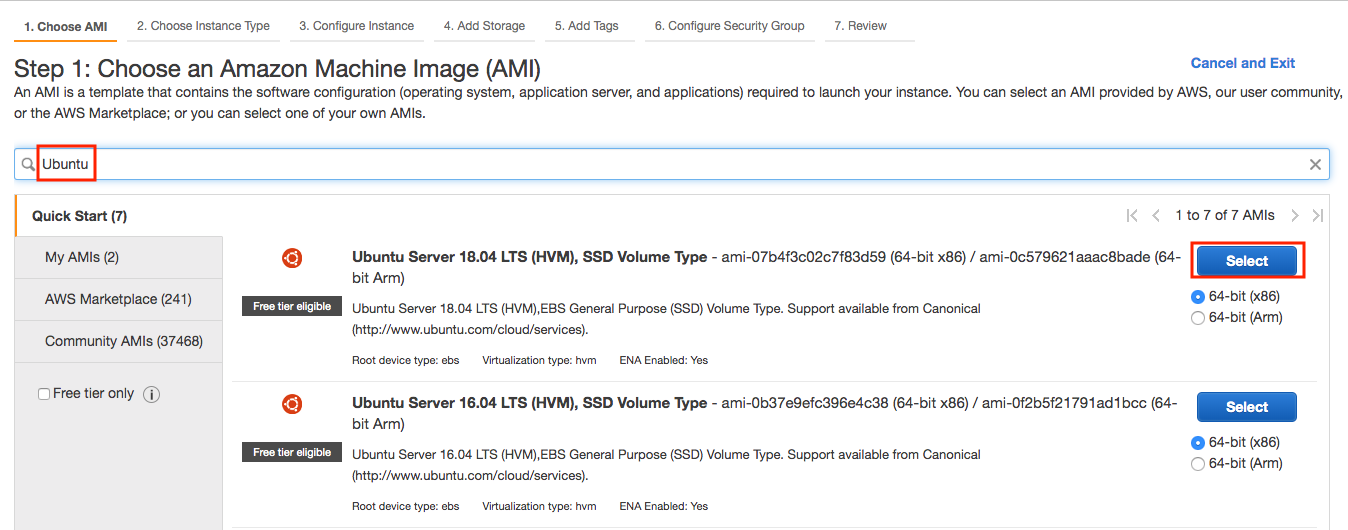 1. Choose AMI 2. Choose Instance Type 3. Configure Instance 4. Add Storage 5. Add Tags 6. Configure Security Group 7. Review
Step 1: Choose an Amazon Machine Image (AMI)
Cancel and Exit
An AMI is a template that contains the software configuration (operating system, application server, and applications) required to launch your instance. You can select an AMI provided by AWS, our user community,
or the AWS Marketplace; or you can select one of your own AMIs.
Ubuntu
Quick Start (7)
1 to 7 of 7 AMIs
My AMIs (2)
AWS Marketplace (241)
Community AMIs (37468)
Free tier only
Ubuntu Server 18.04 LTS (HVM), SSD Volume Type - ami-07b4f3c02c7f83d59 (64-bit x86) / ami-0c579621aaac8bade (64-
bit Arm)
Free tier eligible
Ubuntu Server 18.04 LTS (HVM),EBS General Purpose (SSD) Volume Type. Support available from Canonical
(http://www.ubuntu.com/cloud/services).
Root device type: ebs Virtualization type: hvm ENA Enabled: Yes
Select
64-bit (x86)
64-bit (Arm)
Ubuntu Server 16.04 LTS (HVM), SSD Volume Type - ami-0b37e9efc396e4c38 (64-bit x86) / ami-0f2b5f21791ad1bcc (64-
bit Arm)
Free tier eligible
Ubuntu Server 16.04 LTS (HVM),EBS General Purpose (SSD) Volume Type. Support available from Canonical
(http://www.ubuntu.com/cloud/services).
Root device type: ebs Virtualization type: hvm ENA Enabled: Yes
Select
64-bit (x86)
64-bit (Arm)